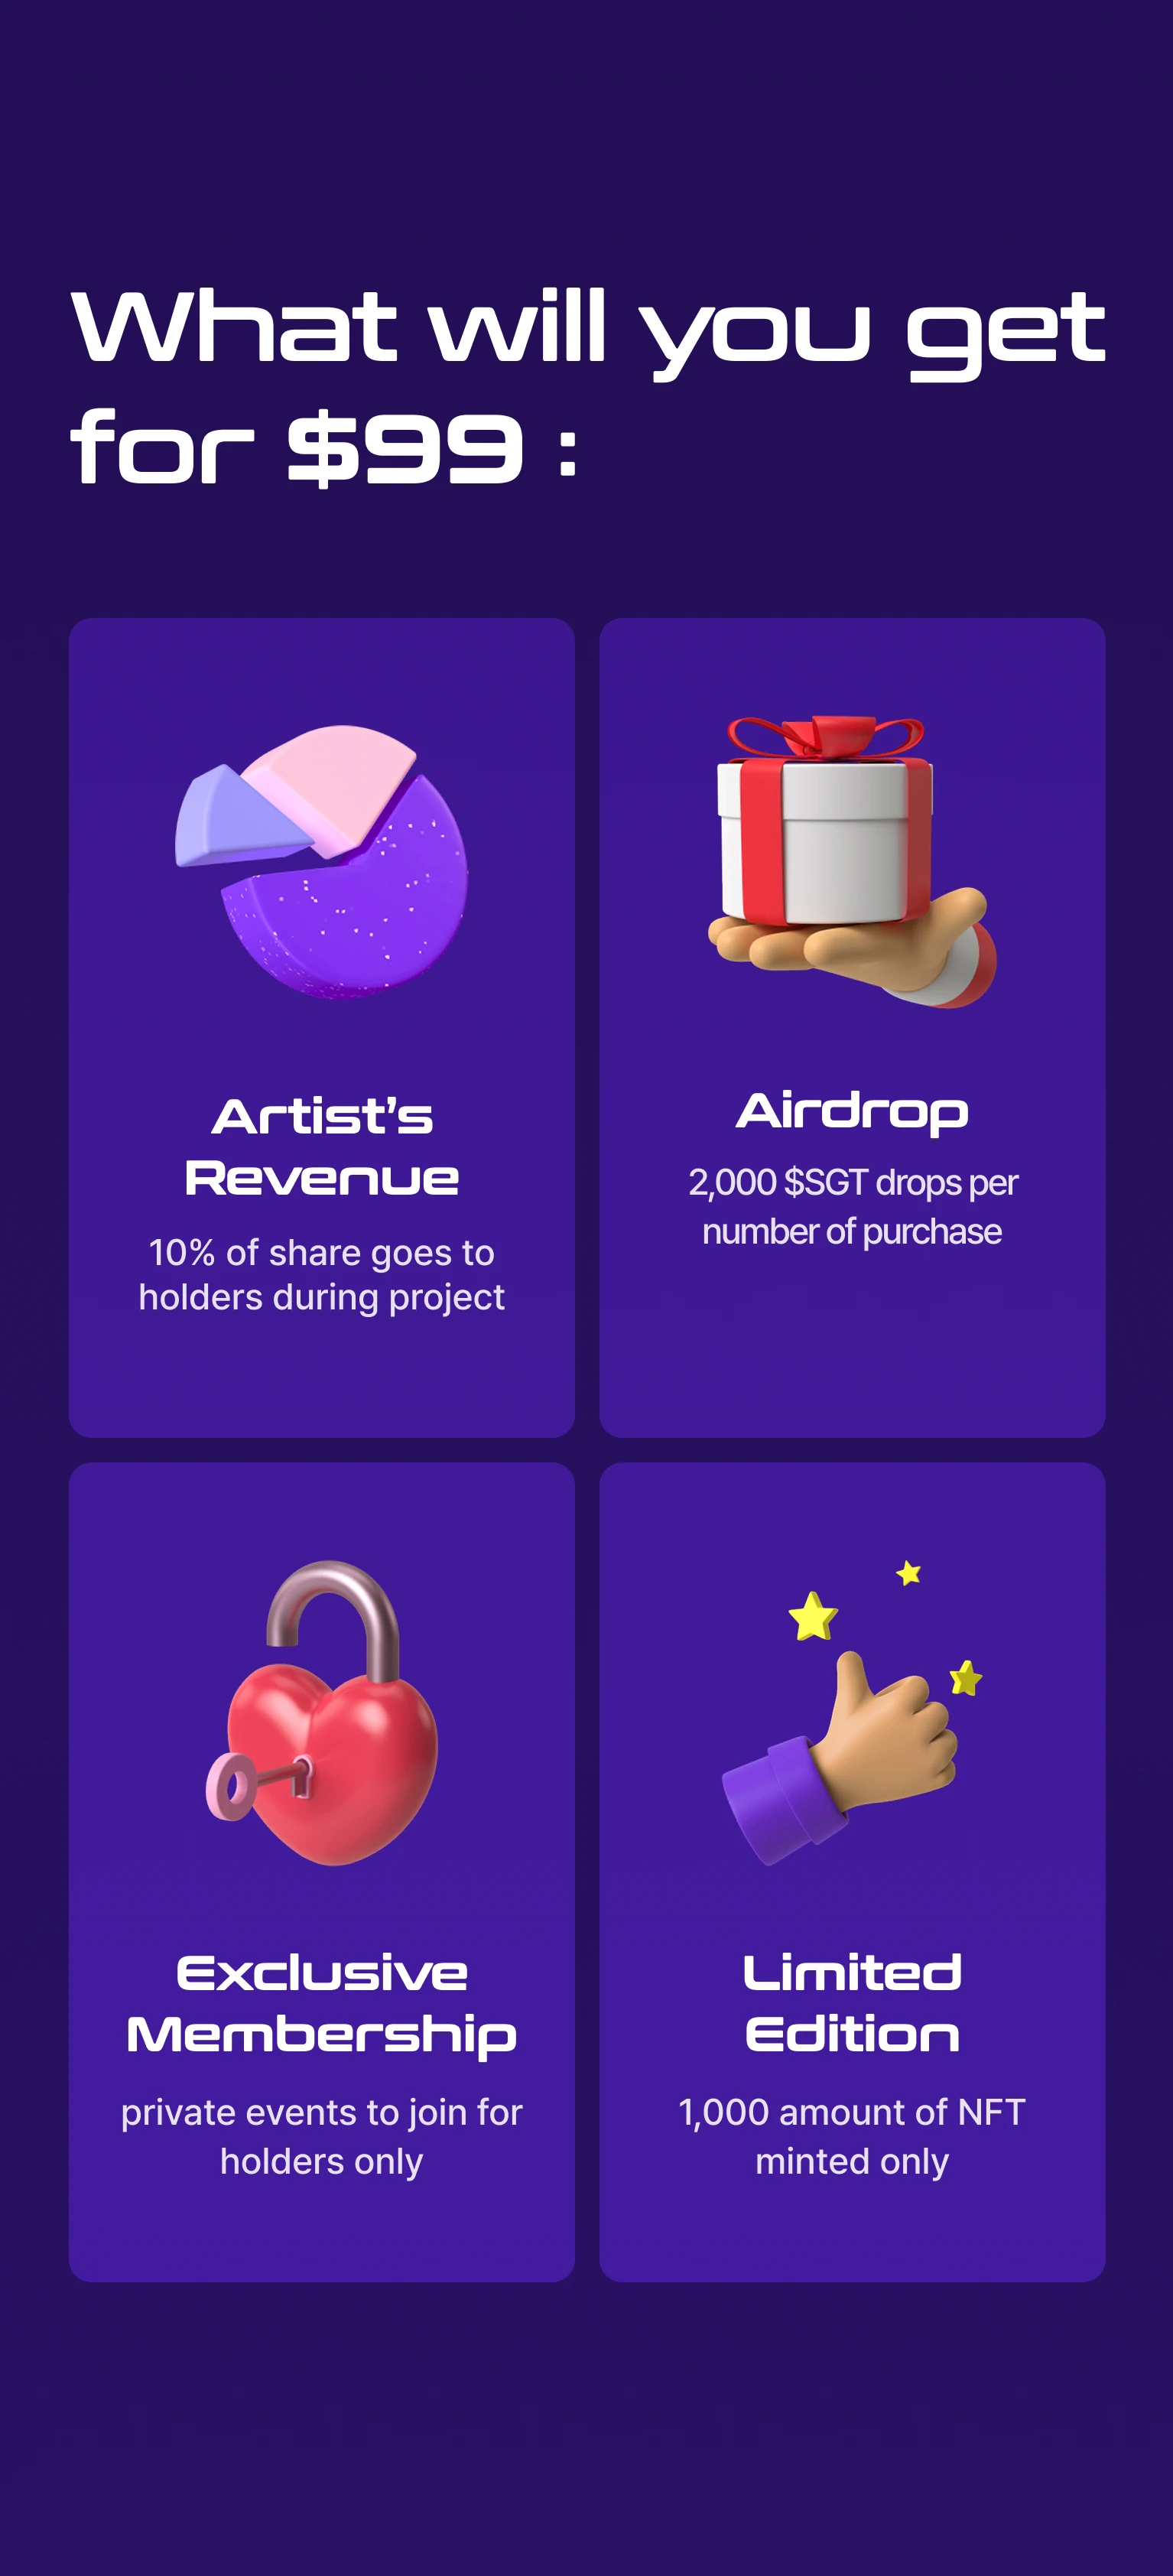 What will you get
for $99 :
Artist’s
Revenue
10% of share goes to
holders during project
Airdrop
2,000 $SGT drops per
number of purchase
Exclusive
Membership
private events to join for
holders only
Limited
Edition
1,000 amount of NFT
minted only